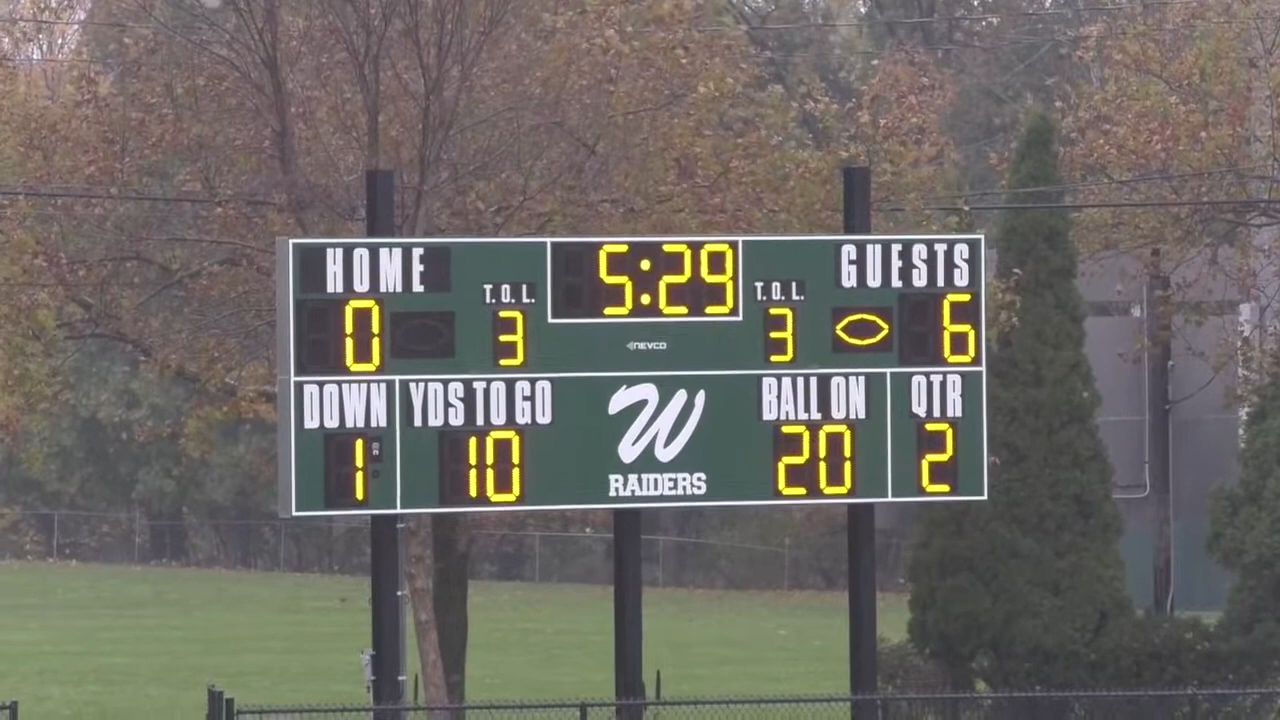 HOME 5:29 GUESTS
T. O. L. T. O. L.
0 3 3 6
NEVCO
DOWN YDS TO GO W BALL ON QTR
1 10 20 2
RAIDERS